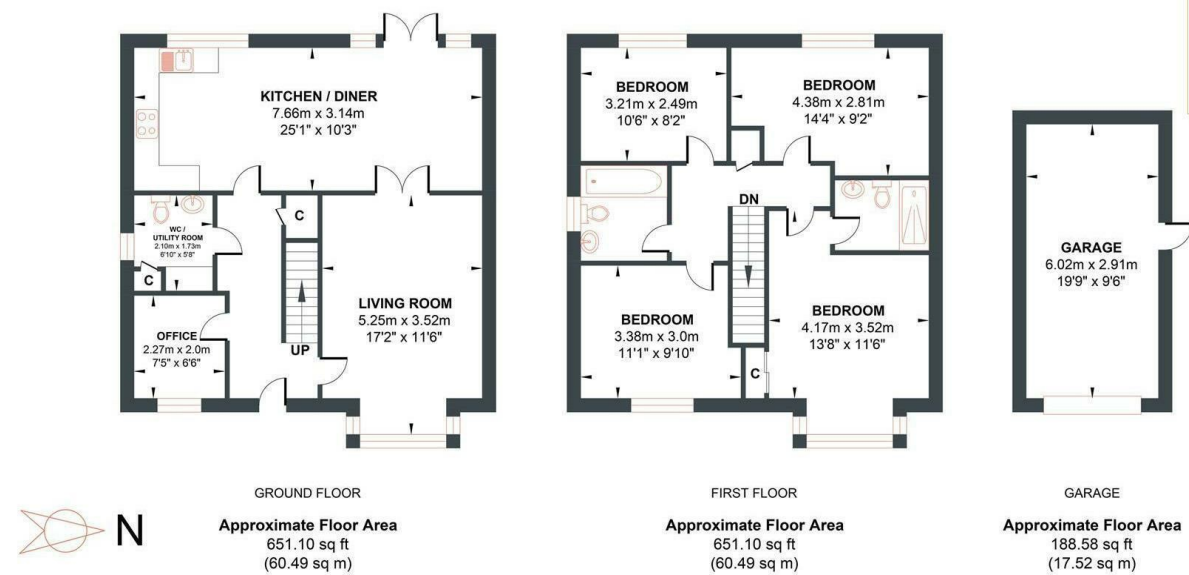 KITCHEN / DINER
7.66m x 3.14m
25'1" x 10'3"
WC /
UTILITY ROOM
2.10m x 1.73m
6'10" x 5'8"
C
C
OFFICE
2.27m x 2.0m
7'5" x 6'6"
UP
LIVING ROOM
5.25m x 3.52m
17'2" x 11'6"
BEDROOM
3.21m x 2.49m
10'6" x 8'2"
BEDROOM
4.38m x 2.81m
14'4" x 9'2"
DN
BEDROOM
3.38m x 3.0m
11'1" x 9'10"
BEDROOM
4.17m x 3.52m
13'8" x 11'6"
C
GARAGE
6.02m x 2.91m
19'9" x 9'6"
N
GROUND FLOOR
Approximate Floor Area
651.10 sq ft
(60.49 sq m)
FIRST FLOOR
Approximate Floor Area
651.10 sq ft
(60.49 sq m)
GARAGE
Approximate Floor Area
188.58 sq ft
(17.52 sq m)